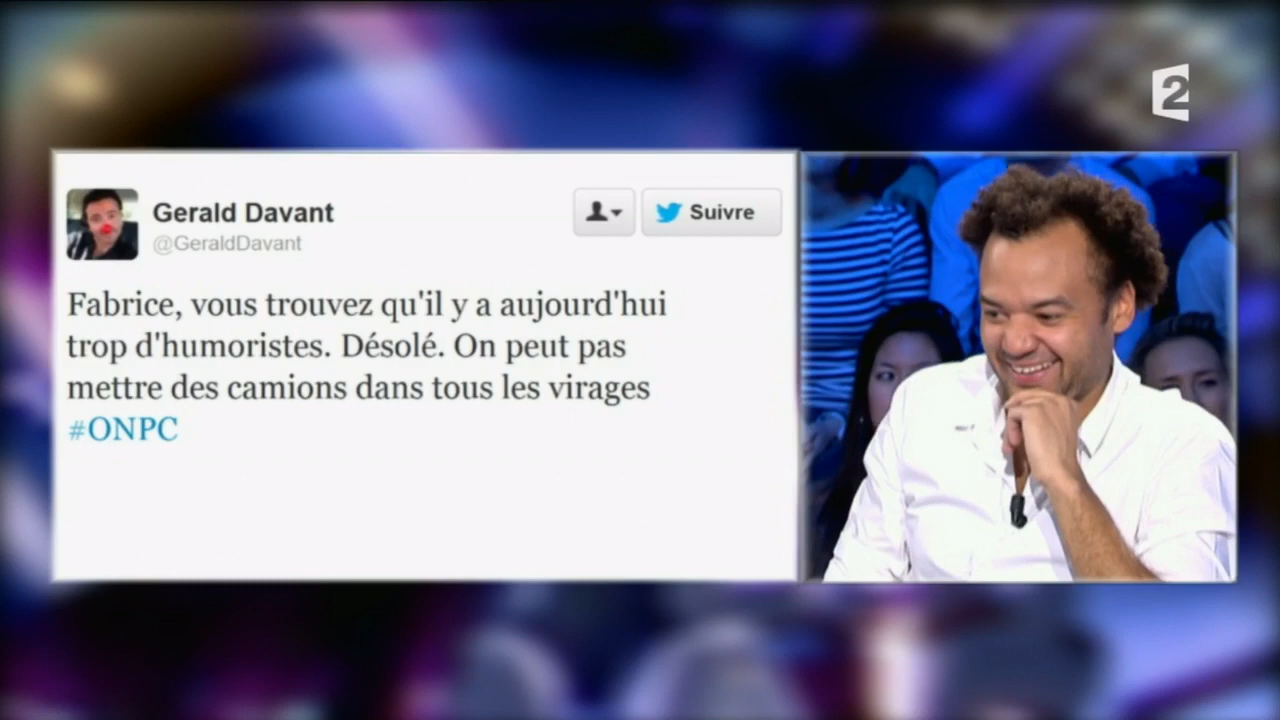 2
Gerald Davant
@GeraldDavant
Suivre
Fabrice, vous trouvez qu'il y a aujourd'hui
trop d'humoristes. Désolé. On peut pas
mettre des camions dans tous les virages
#ONPC